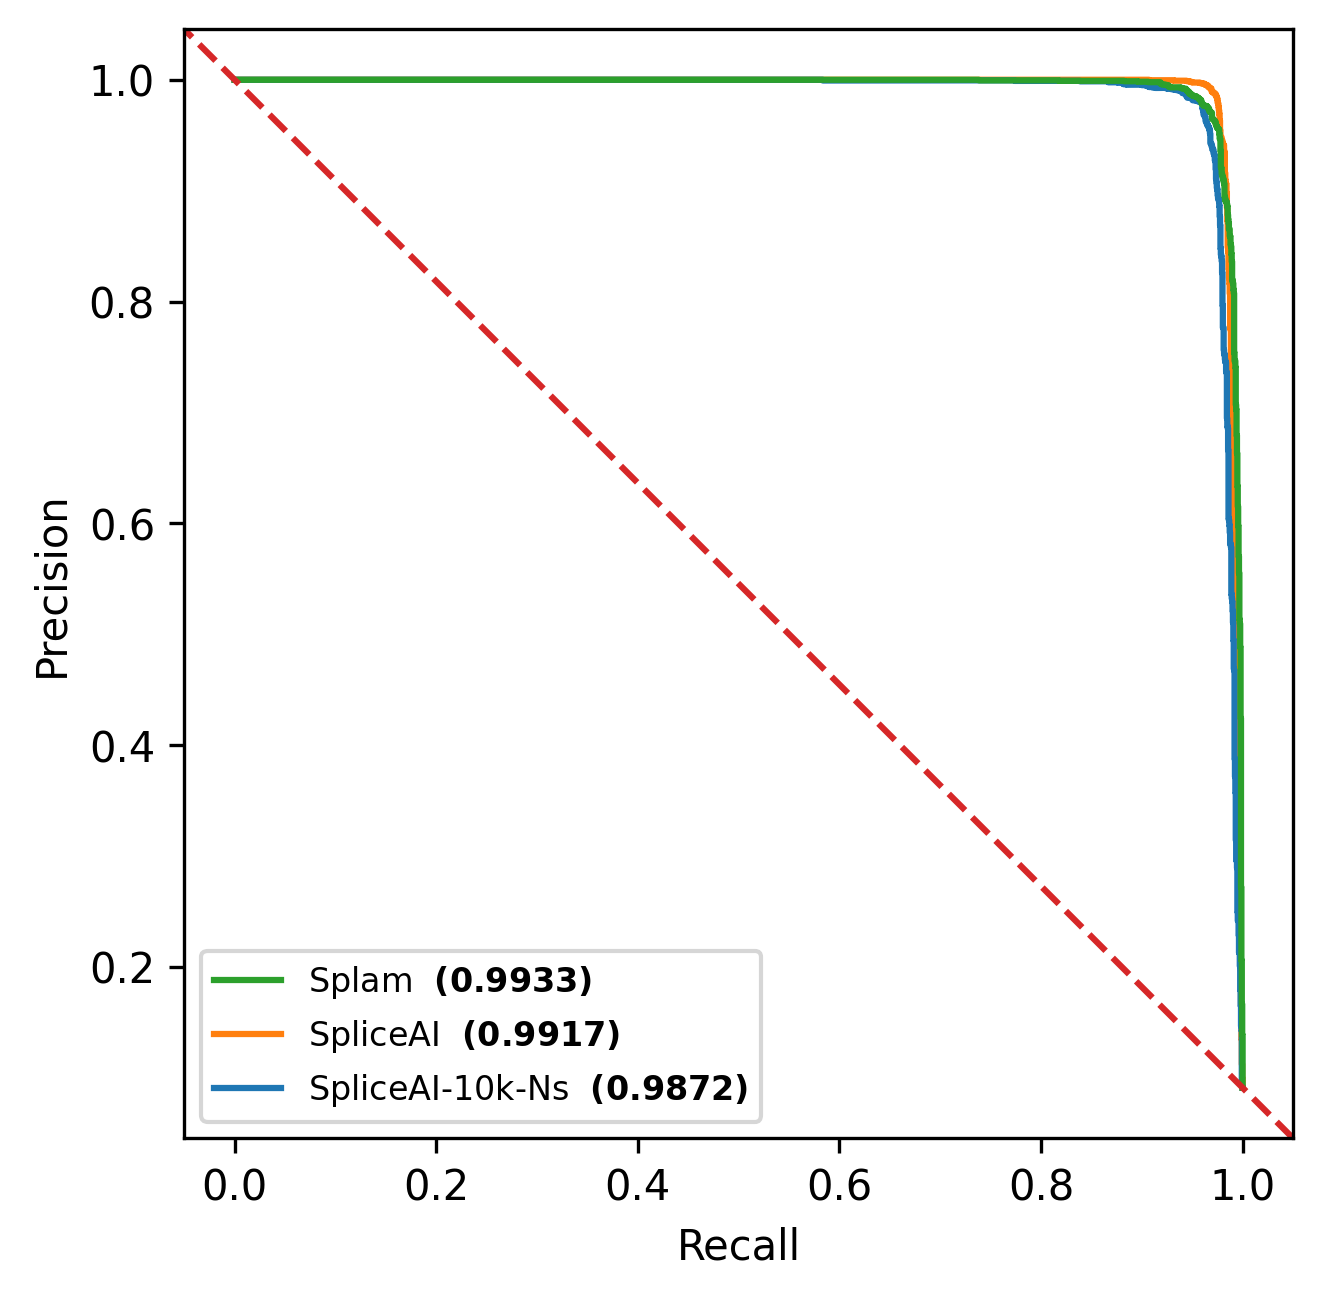 1.0
0.8
0.6
0.4
0.2
Precision
Splam (0.9933)
SpliceAI (0.9917)
SpliceAI-10k-Ns (0.9872)
0.0 0.2 0.4 0.6 0.8 1.0
Recall